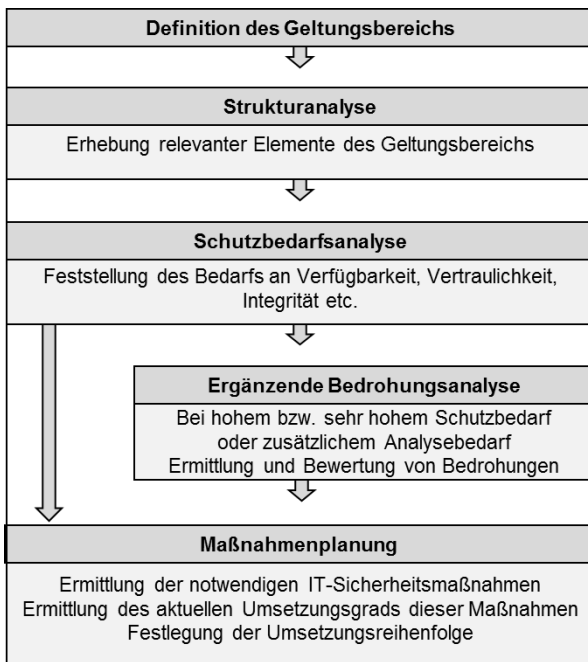 Definition des Geltungsbereichs
Strukturanalyse
Erhebung relevanter Elemente des Geltungsbereichs
Schutzbedarfsanalyse
Feststellung des Bedarfs an Verfügbarkeit, Vertraulichkeit,
Integrität etc.
Ergänzende Bedrohungsanalyse
Bei hohem bzw. sehr hohem Schutzbedarf
oder zusätzlichem Analysebedarf
Ermittlung und Bewertung von Bedrohungen
Maßnahmenplanung
Ermittlung der notwendigen IT-Sicherheitsmaßnahmen
Ermittlung des aktuellen Umsetzungsgrads dieser Maßnahmen
Festlegung der Umsetzungsreihenfolge